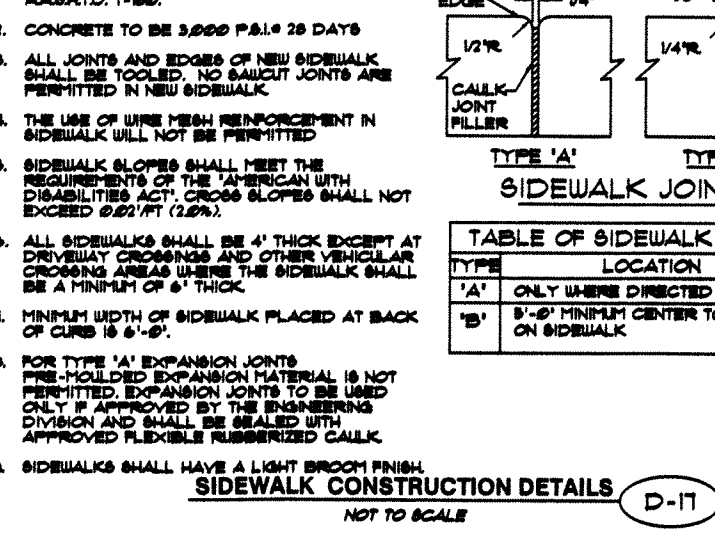 2. CONCRETE TO BE 3,000 P.S.I.@ 28 DAYS
ALL JOINTS AND EDGES OF NEW SIDEWALK
SHALL BE TOOLED. NO SAWCUT JOINTS ARE
PERMITTED IN NEW SIDEWALK.
THE USE OF WIRE MESH REINFORCEMENT IN
SIDEWALK WILL NOT BE PERMITTED
SIDEWALK SLOPES SHALL MEET THE
REQUIREMENTS OF THE "AMERICAN WITH
DISABILITIES ACT". CROSS SLOPES SHALL NOT
EXCEED 0.02'/FT (2.0%).
ALL SIDEWALKS SHALL BE 4" THICK EXCEPT AT
DRIVEWAY CROSSINGS AND OTHER VEHICULAR
CROSSING AREAS WHERE THE SIDEWALK SHALL
BE A MINIMUM OF 6" THICK.
MINIMUM WIDTH OF SIDEWALK PLACED AT BACK
OF CURB IS 6'-0".
FOR TYPE "A" EXPANSION JOINTS
PRE-MOULDED EXPANSION MATERIAL IS NOT
PERMITTED. EXPANSION JOINTS TO BE USED
ONLY IF APPROVED BY THE ENGINEERING
DIVISION AND SHALL BE SEALED WITH
APPROVED FLEXIBLE RUBBERIZED CAULK.
SIDEWALKS SHALL HAVE A LIGHT BROOM FINISH.
EDGE
1/4"
1/2"R
1/4"R
CAULK
JOINT
FILLER
TYPE "A"
TYP
SIDEWALK JOIN
TABLE OF SIDEWALK
TYPE LOCATION
"A" ONLY WHERE DIRECTED
"B" 5'-0" MINIMUM CENTER TO
ON SIDEWALK
SIDEWALK CONSTRUCTION DETAILS
D-17
NOT TO SCALE